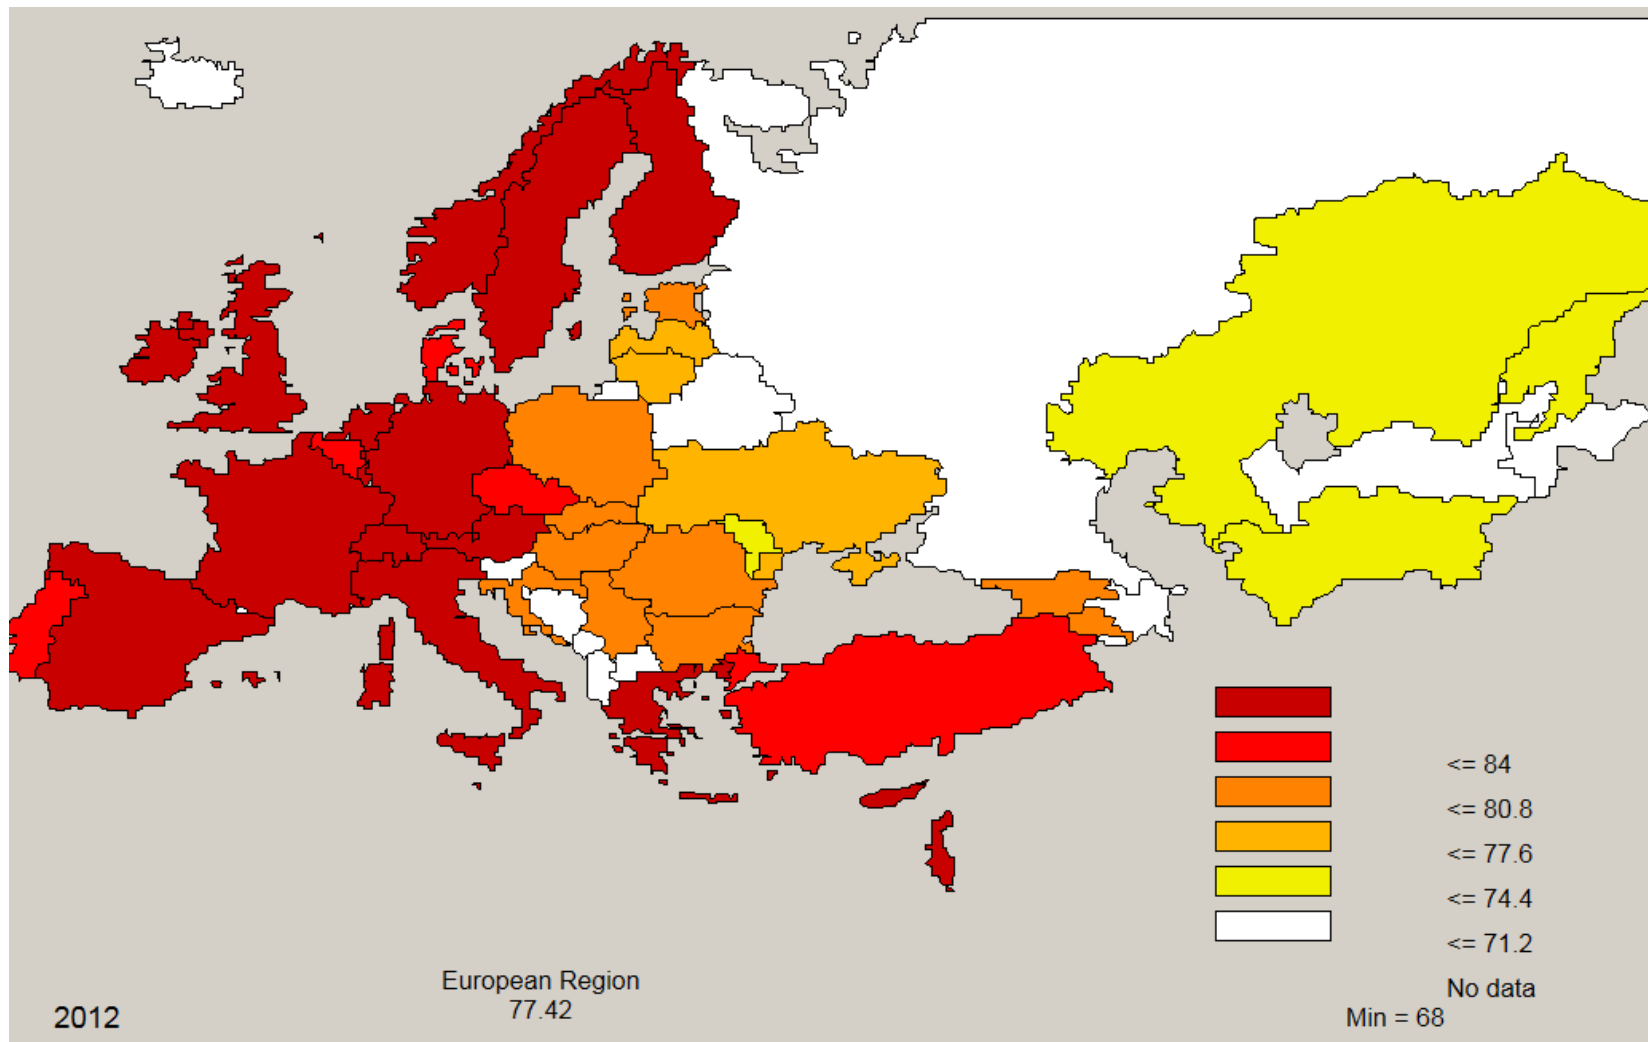 <= 84
<= 80.8
<= 77.6
<= 74.4
<= 71.2
No data
European Region
77.42
2012
Min = 68